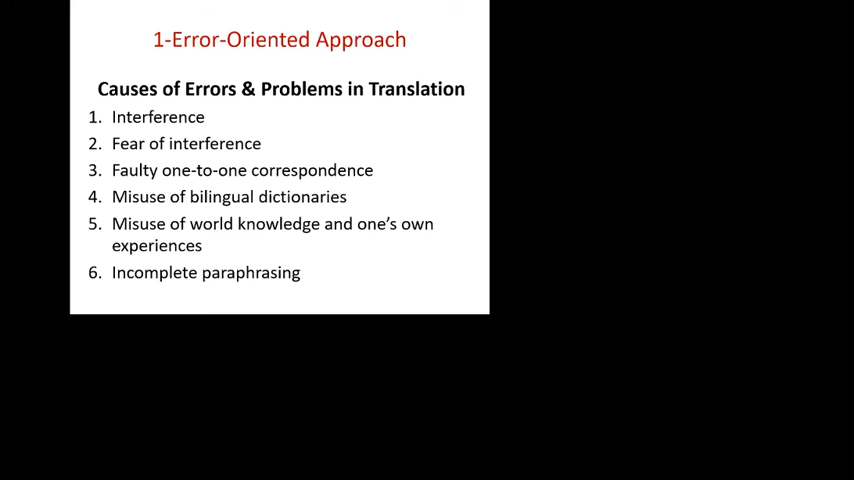 1-Error-Oriented Approach
Causes of Errors & Problems in Translation
1. Interference
2. Fear of interference
3. Faulty one-to-one correspondence
4. Misuse of bilingual dictionaries
5. Misuse of world knowledge and one’s own
experiences
6. Incomplete paraphrasing